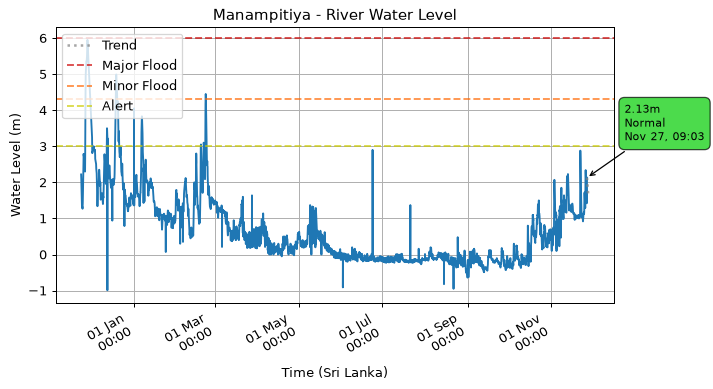 Manampitiya - River Water Level
Water Level (m)
6
5
4
3
2
1
0
−1
Trend
Major Flood
Minor Flood
Alert
2.13m
Normal
Nov 27, 09:03
01 Jan
00:00
01 Mar
00:00
01 May
00:00
01 Jul
00:00
01 Sep
00:00
01 Nov
00:00
Time (Sri Lanka)